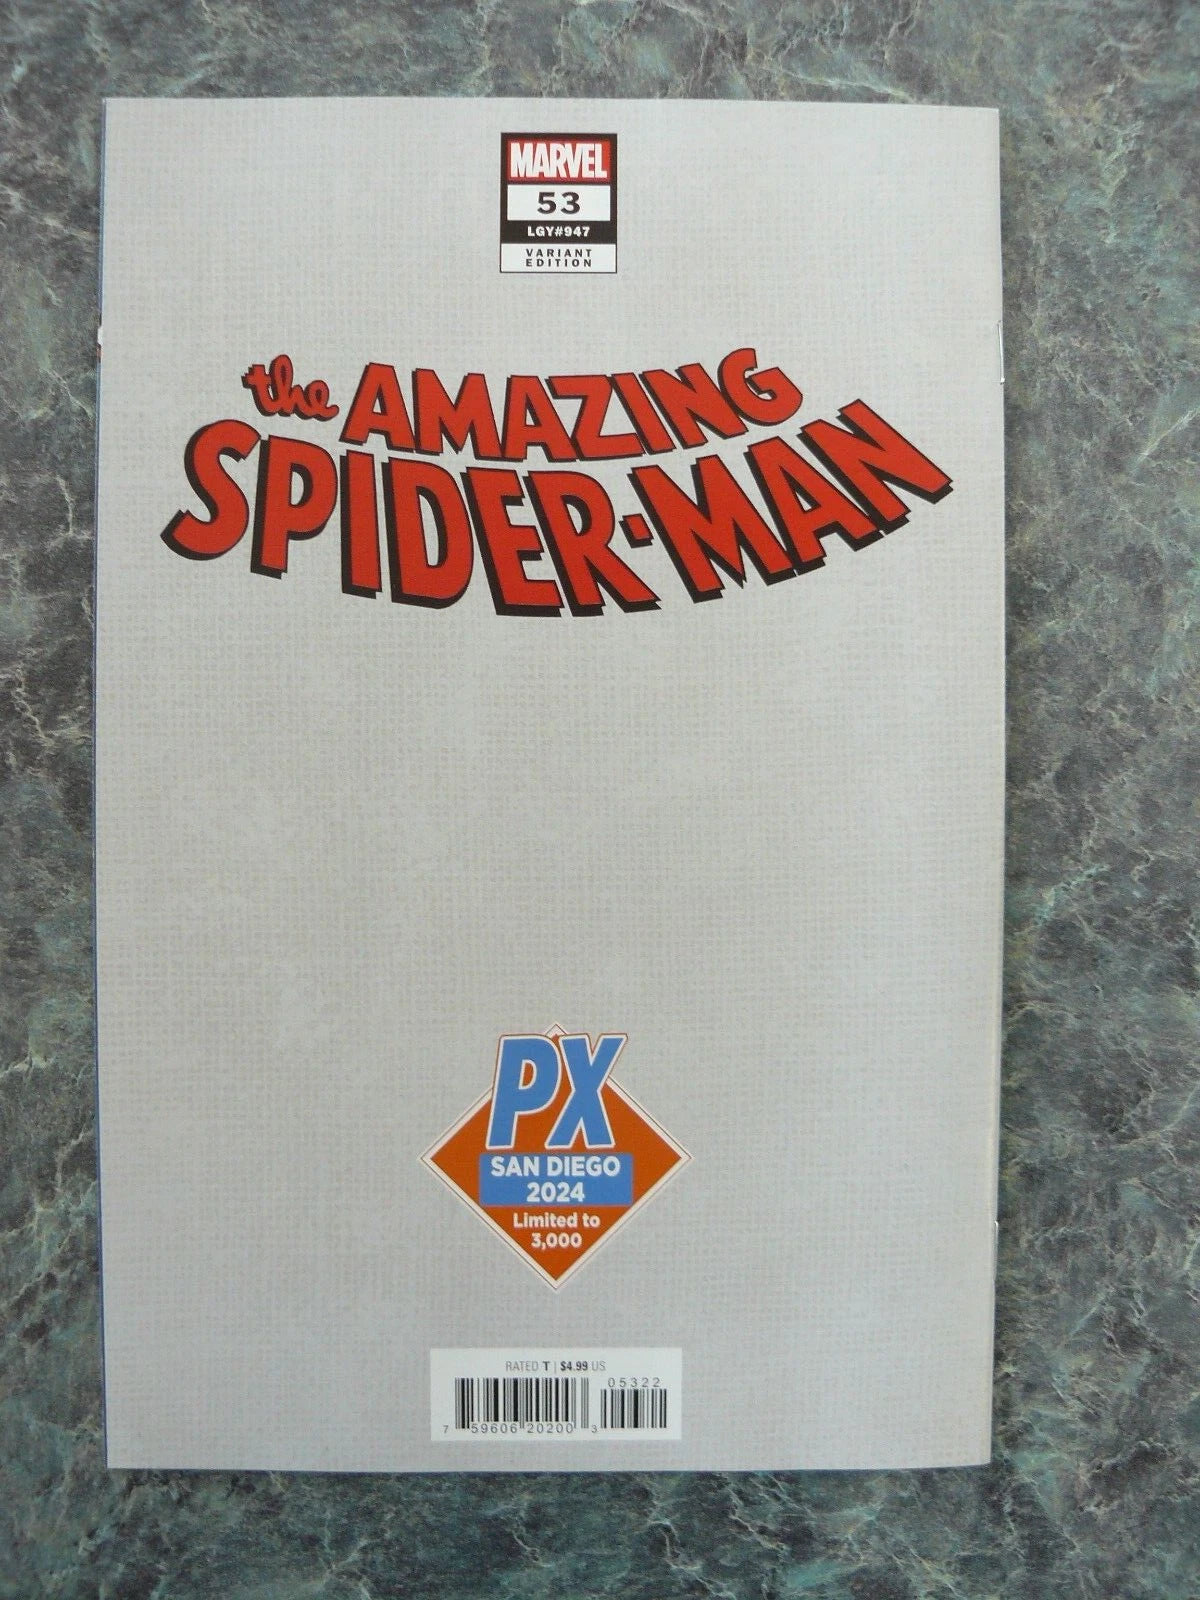 MARVEL
53
LGY#947
VARIANT
EDITION
the AMAZING
SPIDER-MAN
PX
SAN DIEGO
2024
Limited to
3,000
RATED T | $4.99 US
05322
7 59606 20200 3